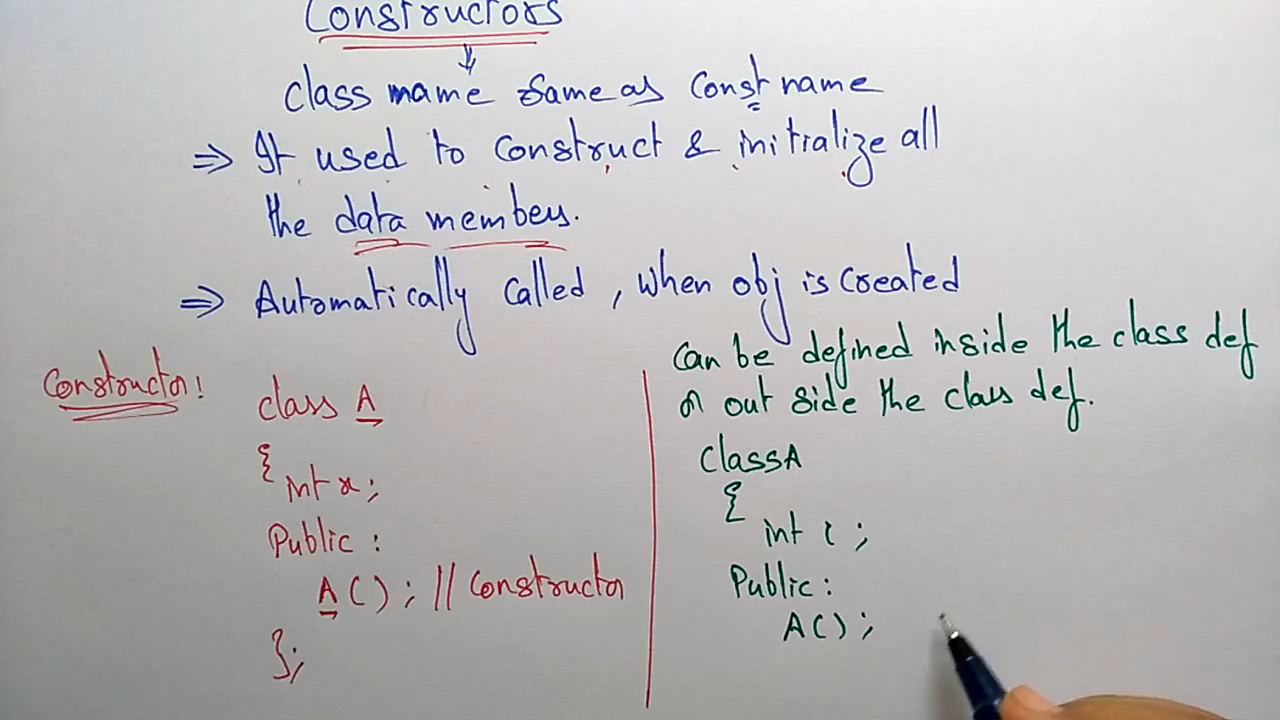 Constructors
class name same as Const name
⇒ It used to construct & initialize all
the data members.
⇒ Automatically called, when obj is created
Constructor:
class A
{
int x;
Public:
A(); // Constructor
};
Can be defined inside the class def
or out side the class def.
Class A
{
int i;
Public:
A();